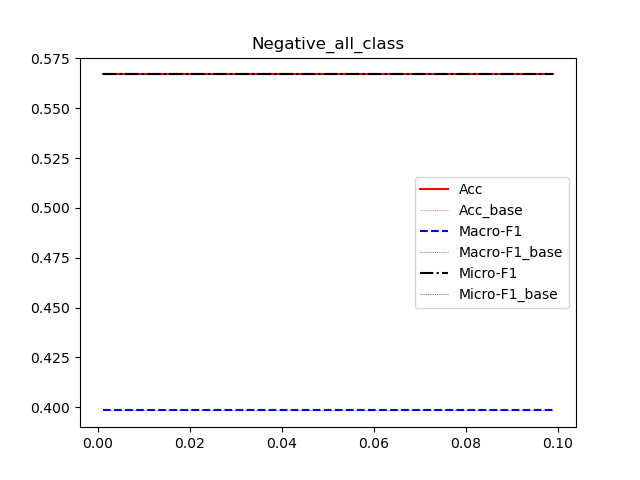 Negative_all_class
0.575
0.550
0.525
0.500
0.475
0.450
0.425
0.400
Acc
Acc_base
Macro-F1
Macro-F1_base
Micro-F1
Micro-F1_base
0.00 0.02 0.04 0.06 0.08 0.10